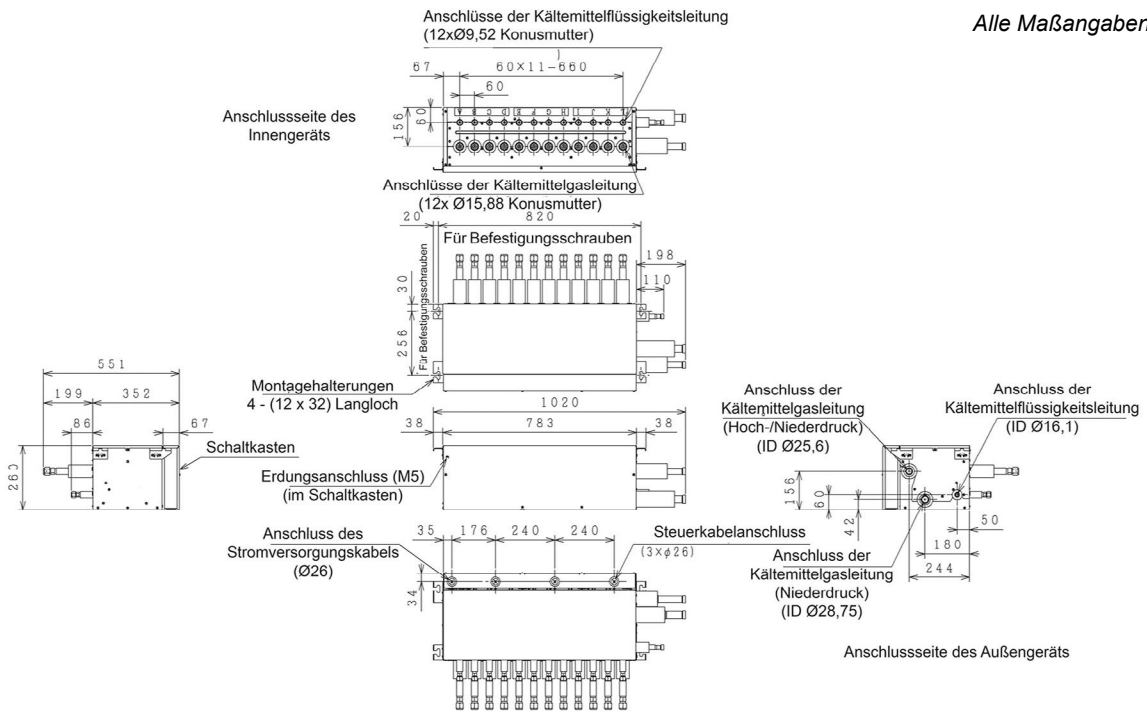 Anschlüsse der Kältemittelflüssigkeitsleitung
(12xØ9,52 Konusmutter)
)
Alle Maßangaben
67
60×11-660
60
Anschlussseite des
Innengeräts
156
60
A B C D E F G H I J K L
Anschlüsse der Kältemittelgasleitung
(12x Ø15,88 Konusmutter)
20
820
Für Befestigungsschrauben
198
110
30
256
Für Befestigungsschrauben
551
199
352
86
67
Schaltkasten
260
Montagehalterungen
4 - (12 x 32) Langloch
1020
38
783
38
Erdungsanschluss (M5)
(im Schaltkasten)
Anschluss der
Kältemittelgasleitung
(Hoch-/Niederdruck)
(ID Ø25,6)
Anschluss der
Kältemittelflüssigkeitsleitung
(ID Ø16,1)
156
60
42
50
180
244
Anschluss der
Kältemittelgasleitung
(Niederdruck)
(ID Ø28,75)
Anschluss des
Stromversorgungskabels
(Ø26)
35
176
240
240
Steuerkabelanschluss
(3×φ26)
34
Anschlussseite des Außengeräts